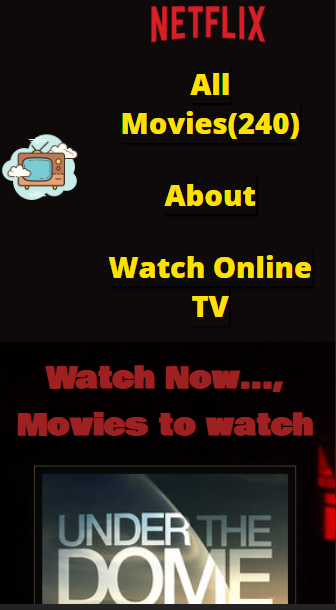 NETFLIX
All
Movies(240)
About
Watch Online
TV
Watch Now...,
Movies to watch
UNDER THE
DOME